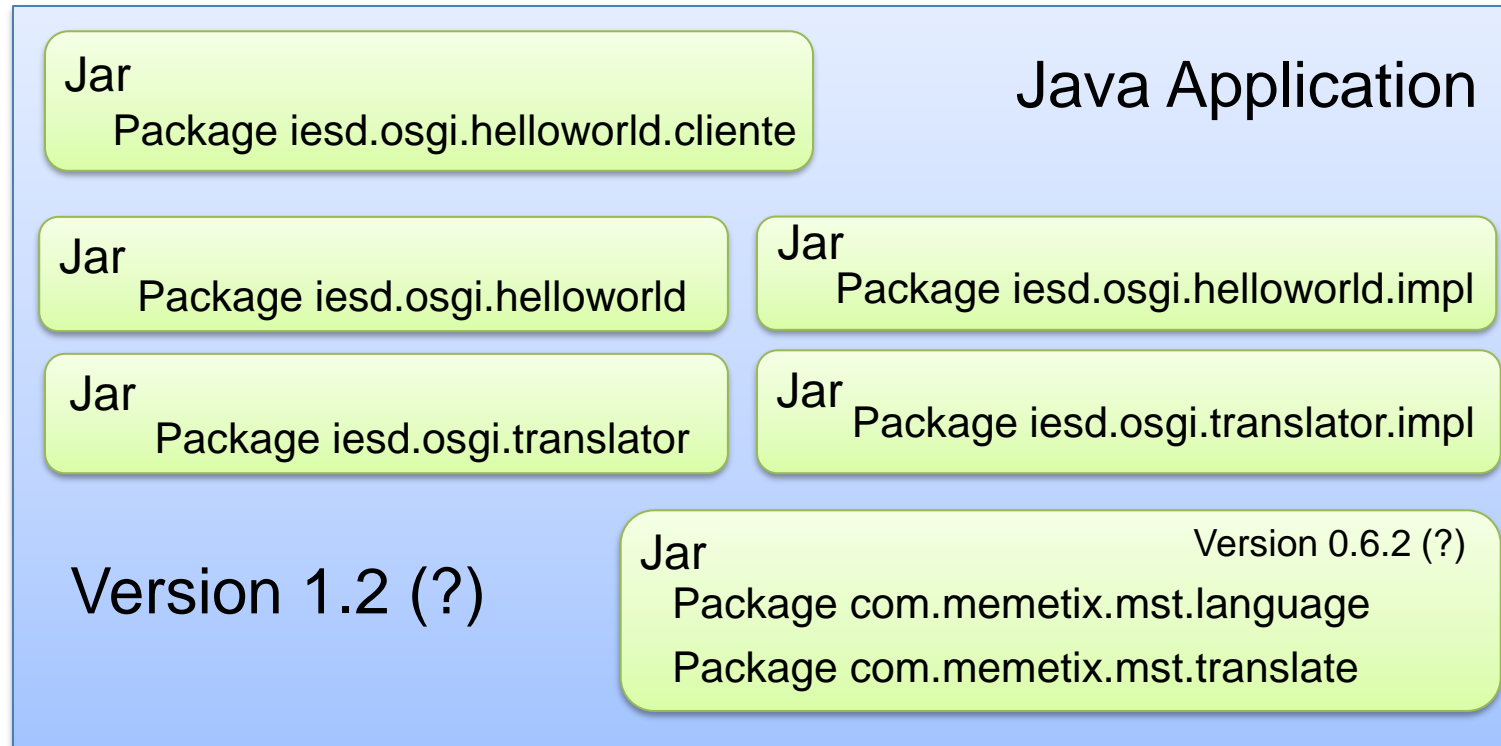 Java Application
Jar
Package iesd.osgi.helloworld.cliente
Jar
Package iesd.osgi.helloworld
Jar
Package iesd.osgi.helloworld.impl
Jar
Package iesd.osgi.translator
Jar
Package iesd.osgi.translator.impl
Version 1.2 (?)
Jar
Version 0.6.2 (?)
Package com.memetix.mst.language
Package com.memetix.mst.translate